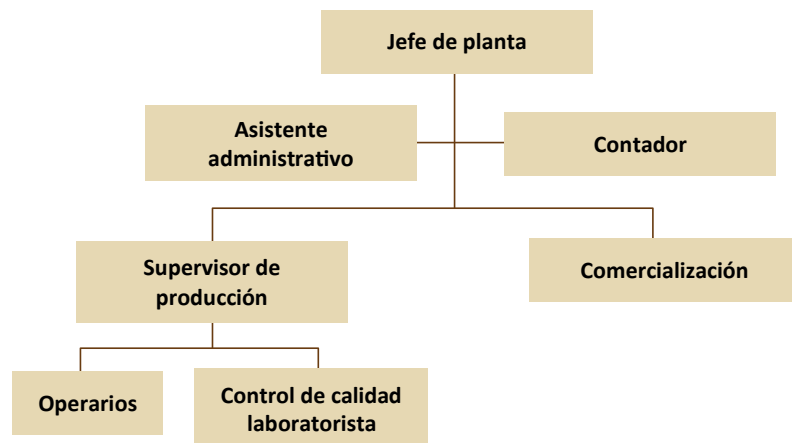 Jefe de planta
Asistente
administrativo
Contador
Supervisor de
producción
Comercialización
Operarios
Control de calidad
laboratorista